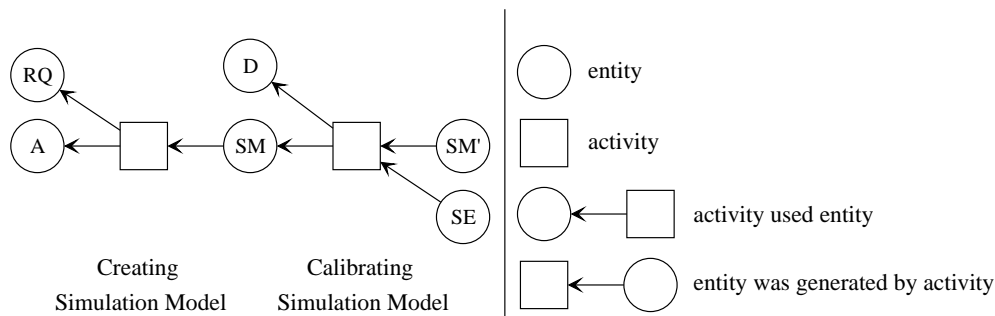 RQ
A
SM
D
SM'
SE
Creating
Simulation Model
Calibrating
Simulation Model
entity
activity
activity used entity
entity was generated by activity